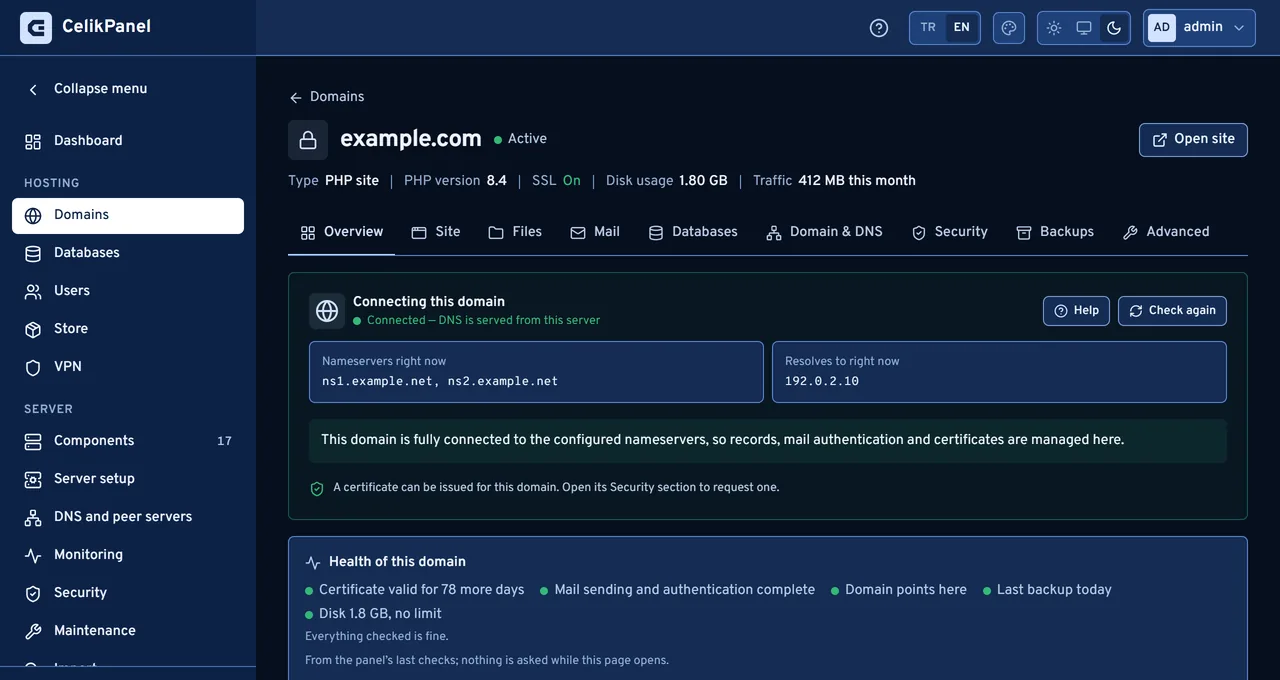 CelikPanel
TR EN
AD admin
Collapse menu
Dashboard
HOSTING
Domains
Databases
Users
Store
VPN
SERVER
Components 17
Server setup
DNS and peer servers
Monitoring
Security
Maintenance
Domains
example.com Active
Open site
Type PHP site | PHP version 8.4 | SSL On | Disk usage 1.80 GB | Traffic 412 MB this month
Overview Site Files Mail Databases Domain & DNS Security Backups Advanced
Connecting this domain
Connected — DNS is served from this server
Help Check again
Nameservers right now
ns1.example.net, ns2.example.net
Resolves to right now
192.0.2.10
This domain is fully connected to the configured nameservers, so records, mail authentication and certificates are managed here.
A certificate can be issued for this domain. Open its Security section to request one.
Health of this domain
Certificate valid for 78 more days Mail sending and authentication complete Domain points here Last backup today
Disk 1.8 GB, no limit
Everything checked is fine.
From the panel's last checks; nothing is asked while this page opens.